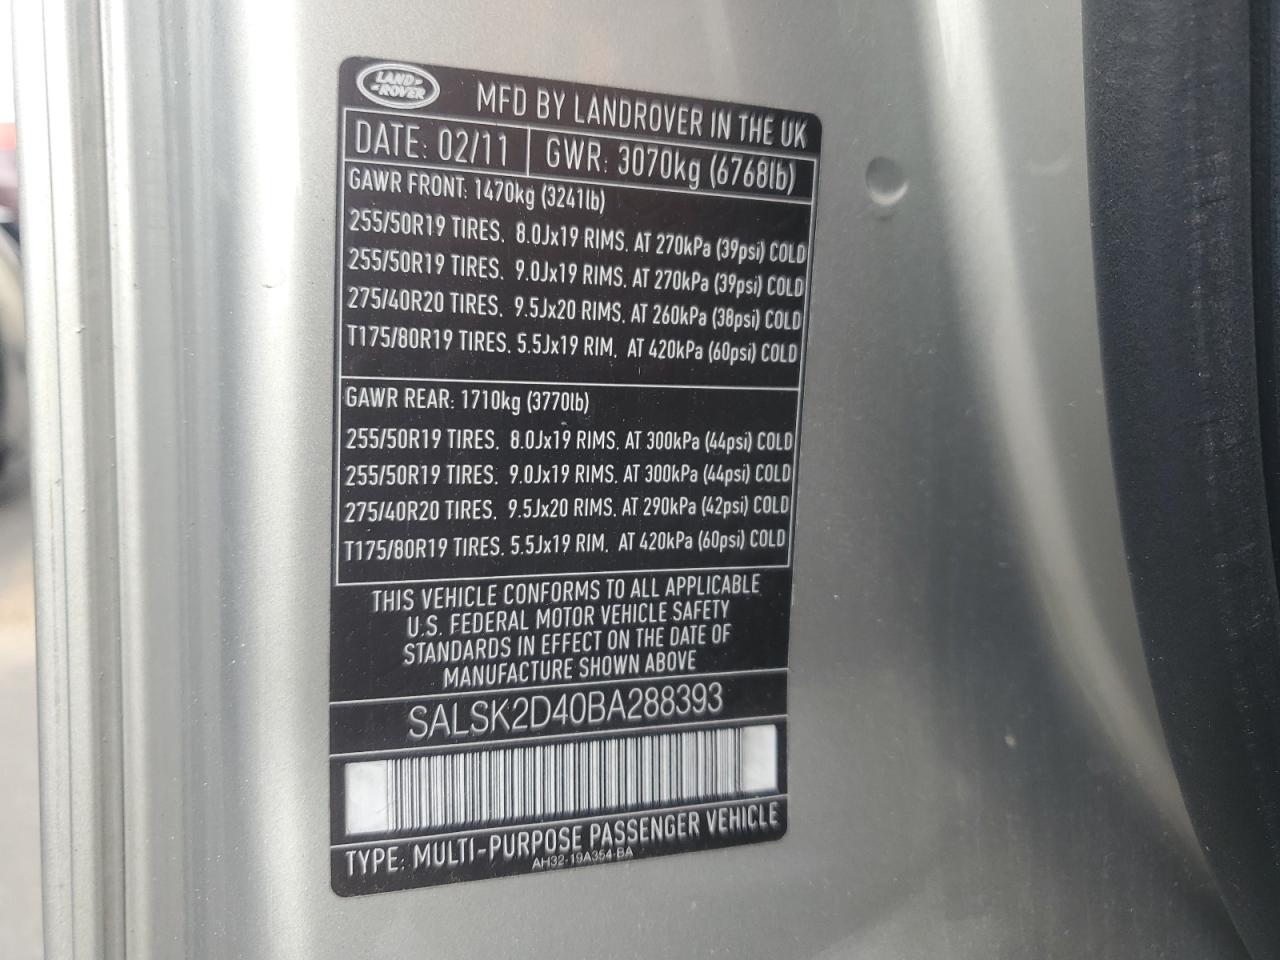 LAND-
-ROVER
MFD BY LANDROVER IN THE UK
DATE: 02/11 GWR: 3070kg (6768lb)
GAWR FRONT: 1470kg (3241lb)
255/50R19 TIRES. 8.0Jx19 RIMS. AT 270kPa (39psi) COLD
255/50R19 TIRES. 9.0Jx19 RIMS. AT 270kPa (39psi) COLD
275/40R20 TIRES. 9.5Jx20 RIMS. AT 260kPa (38psi) COLD
T175/80R19 TIRES. 5.5Jx19 RIM. AT 420kPa (60psi) COLD
GAWR REAR: 1710kg (3770lb)
255/50R19 TIRES. 8.0Jx19 RIMS. AT 300kPa (44psi) COLD
255/50R19 TIRES. 9.0Jx19 RIMS. AT 300kPa (44psi) COLD
275/40R20 TIRES. 9.5Jx20 RIMS. AT 290kPa (42psi) COLD
T175/80R19 TIRES. 5.5Jx19 RIM. AT 420kPa (60psi) COLD
THIS VEHICLE CONFORMS TO ALL APPLICABLE
U.S. FEDERAL MOTOR VEHICLE SAFETY
STANDARDS IN EFFECT ON THE DATE OF
MANUFACTURE SHOWN ABOVE
SALSK2D40BA288393
TYPE: MULTI-PURPOSE PASSENGER VEHICLE
AH32-19A354-BA